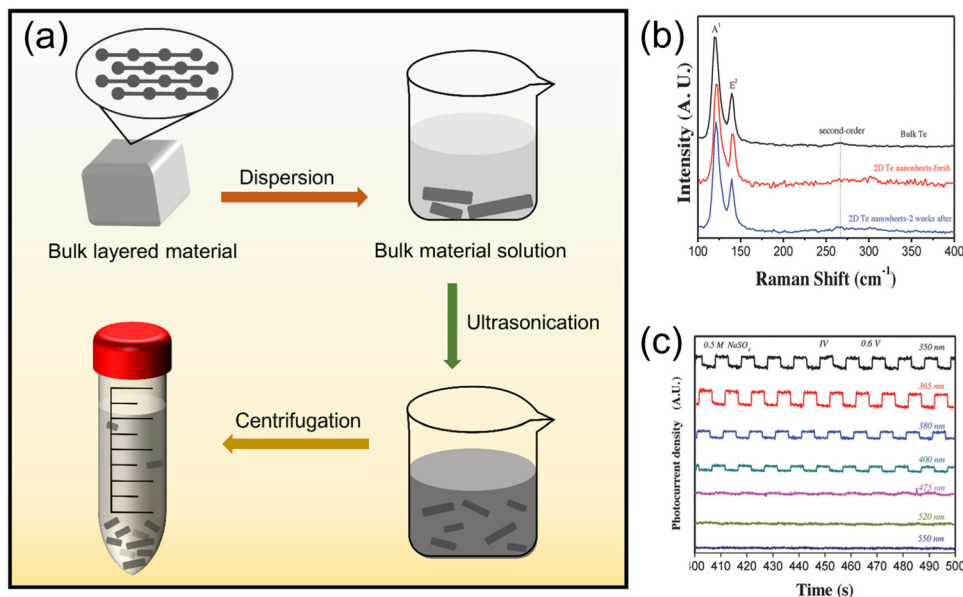 (a)
Dispersion
Bulk layered material
Bulk material solution
Ultrasonication
Centrifugation
(b)
Intensity (A. U.)
A¹
E²
second-order
Bulk Te
2D Te nanosheets-fresh
2D Te nanosheets-2 weeks after
100 150 200 250 300 350 400
Raman Shift (cm⁻¹)
(c)
Photocurrent density (A.U.)
0.5 M NaSO₄ IV 0.6 V 350 nm
365 nm
380 nm
400 nm
475 nm
520 nm
550 nm
400 410 420 430 440 450 460 470 480 490 500
Time (s)